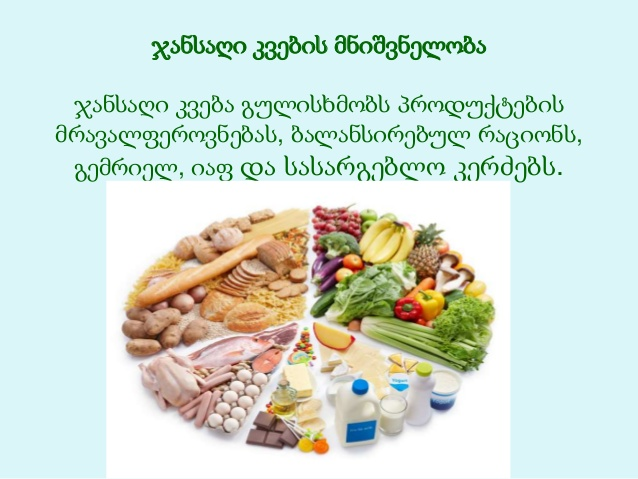 ჯანსაღი კვების მნიშვნელობა
ჯანსაღი კვება გულისხმობს პროდუქტების
მრავალფეროვნებას, ბალანსირებულ რაციონს,
გემრიელ, იაფ და სასარგებლო კერძებს.